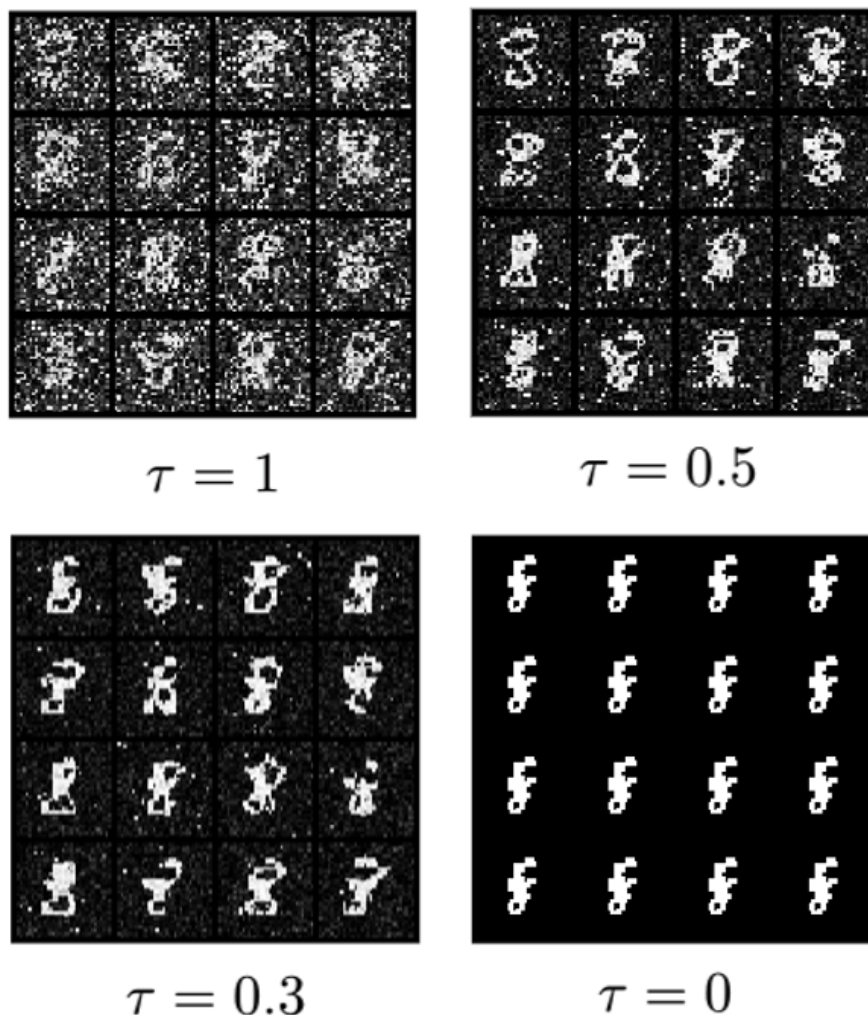 τ = 1
τ = 0.5
τ = 0.3
τ = 0